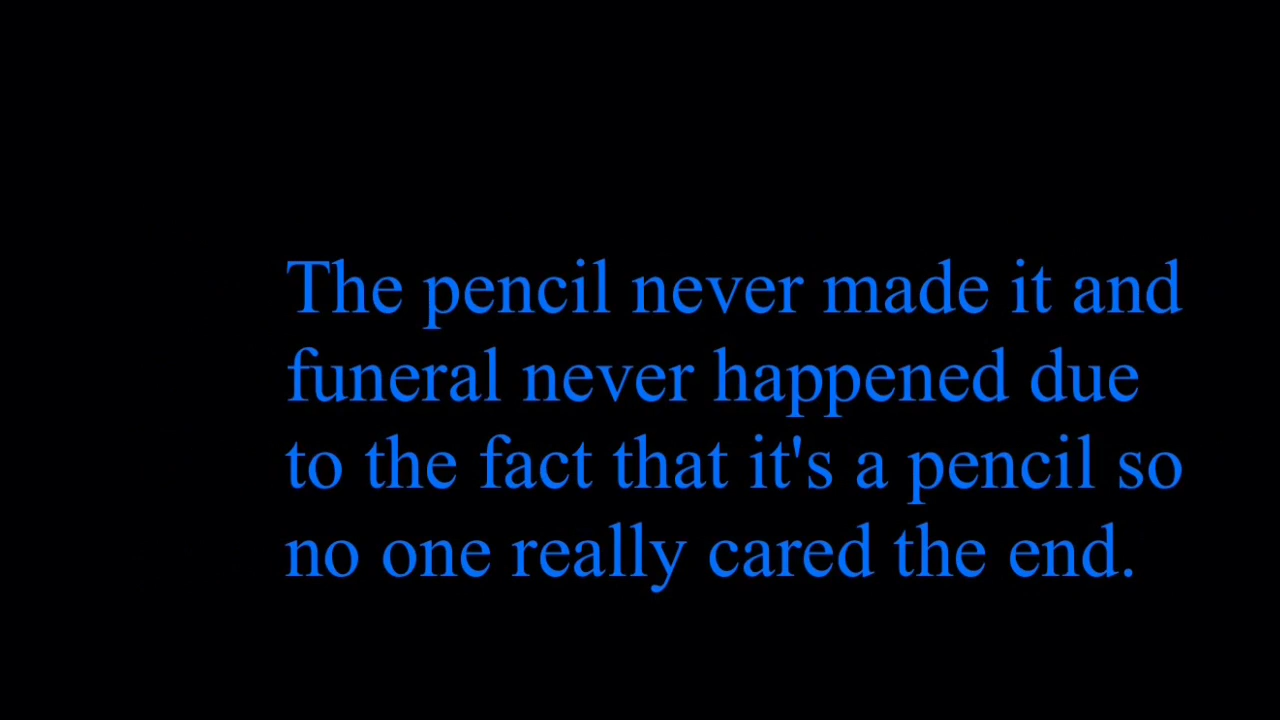 The pencil never made it and
funeral never happened due
to the fact that it's a pencil so
no one really cared the end.